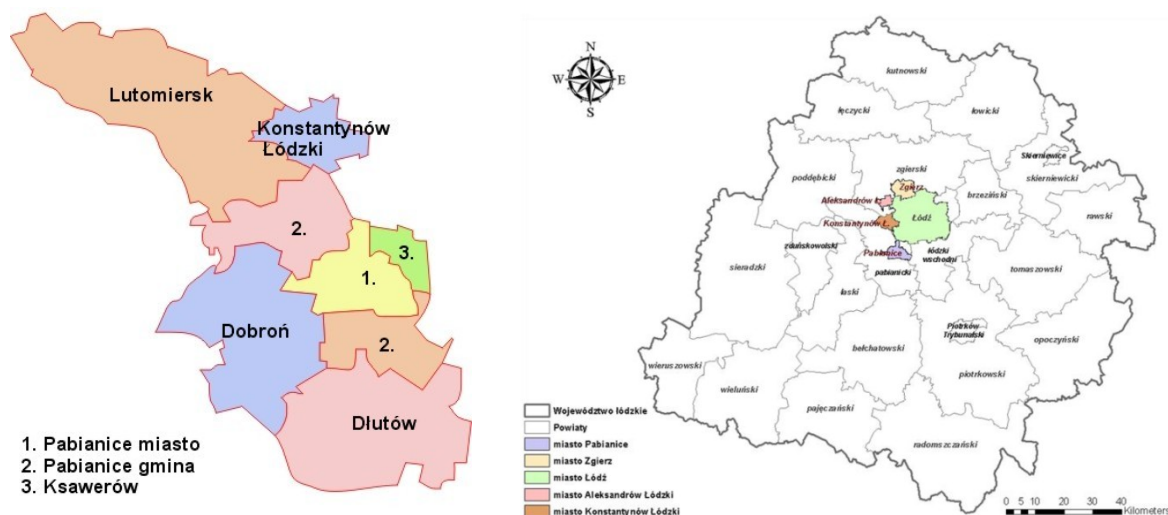 Lutomiersk
Konstantynów
Łódzki
2.
3.
1.
Dobroń
2.
Dłutów
1. Pabianice miasto
2. Pabianice gmina
3. Ksawerów
N
W
E
S
kutnowski
łęczycki
łowicki
Skierniewice
zgierski
poddębicki
skierniewicki
Zgierz
brzeziński
Aleksandrów Ł.
rawski
Konstantynów Ł.
Łódź
zduńskowolski
Pabianice
łódzki
wschodni
sieradzki
pabianicki
tomaszowski
łaski
Piotrków
Trybunalski
opoczyński
bełchatowski
wieruszowski
piotrkowski
wieluński
pajęczański
radomszczański
Województwo łódzkie
Powiaty
miasto Pabianice
miasto Zgierz
miasto Łódź
miasto Aleksandrów Łódzki
miasto Konstantynów Łódzki
0 5 10 20 30 40
Kilometers